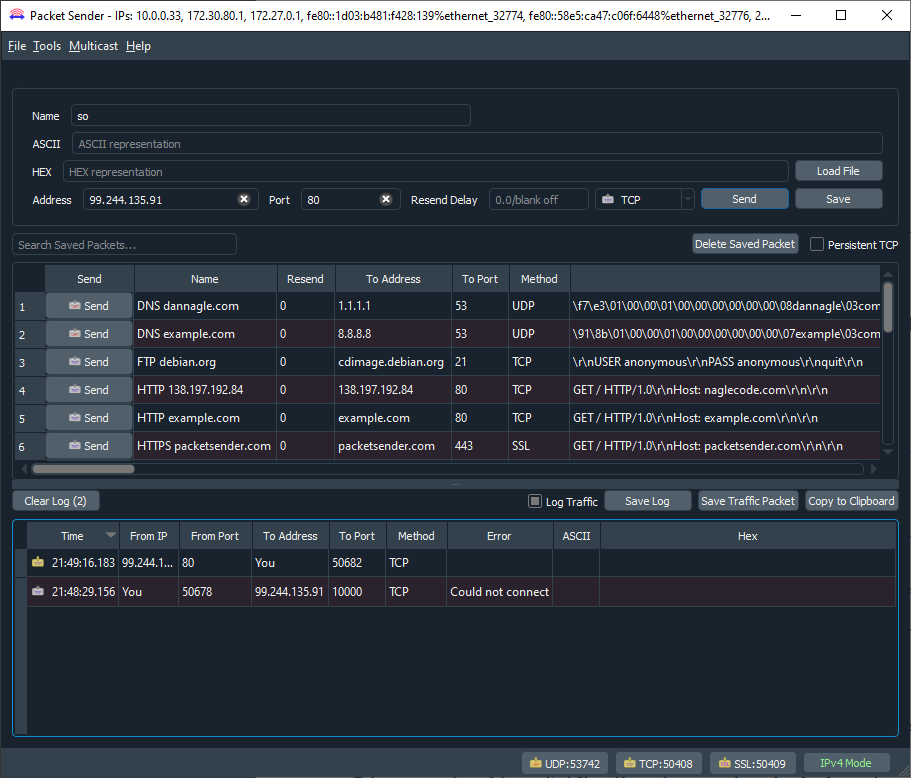 Packet Sender - IPs: 10.0.0.33, 172.30.80.1, 172.27.0.1, fe80::1d03:b481:f428:139%ethernet_32774, fe80::58e5:ca47:c06f:6448%ethernet_32776, 2...
File Tools Multicast Help
Name so
ASCII ASCII representation
HEX HEX representation Load File
Address 99.244.135.91 Port 80 Resend Delay 0.0/blank off TCP Send Save
Search Saved Packets... Delete Saved Packet Persistent TCP
Send Name Resend To Address To Port Method
1 Send DNS dannagle.com 0 1.1.1.1 53 UDP \f7\e3\01\00\00\01\00\00\00\00\00\00\08dannagle\03com
2 Send DNS example.com 0 8.8.8.8 53 UDP \91\8b\01\00\00\01\00\00\00\00\00\00\07example\03com
3 Send FTP debian.org 0 cdimage.debian.org 21 TCP \r\nUSER anonymous\r\nPASS anonymous\r\nquit\r\n
4 Send HTTP 138.197.192.84 0 138.197.192.84 80 TCP GET / HTTP/1.0\r\nHost: naglecode.com\r\n\r\n
5 Send HTTP example.com 0 example.com 80 TCP GET / HTTP/1.0\r\nHost: example.com\r\n\r\n
6 Send HTTPS packetsender.com 0 packetsender.com 443 SSL GET / HTTP/1.0\r\nHost: packetsender.com\r\n\r\n
Clear Log (2) Log Traffic Save Log Save Traffic Packet Copy to Clipboard
Time From IP From Port To Address To Port Method Error ASCII Hex
21:49:16.183 99.244.1... 80 You 50682 TCP
21:48:29.156 You 50678 99.244.135.91 10000 TCP Could not connect
UDP:53742 TCP:50408 SSL:50409 IPv4 Mode